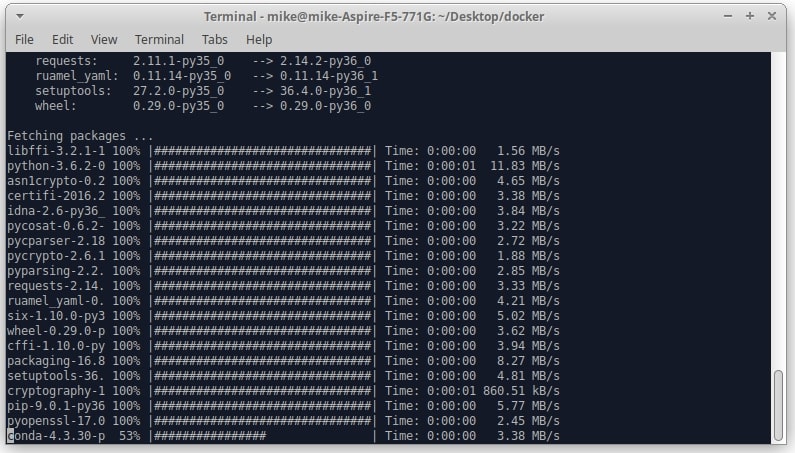 Terminal - mike@mike-Aspire-F5-771G: ~/Desktop/docker
File Edit View Terminal Tabs Help
requests: 2.11.1-py35_0 --> 2.14.2-py36_0
ruamel_yaml: 0.11.14-py35_0 --> 0.11.14-py36_1
setuptools: 27.2.0-py35_0 --> 36.4.0-py36_1
wheel: 0.29.0-py35_0 --> 0.29.0-py36_0
Fetching packages ...
libffi-3.2.1-1 100% |###############################| Time: 0:00:00 1.56 MB/s
python-3.6.2-0 100% |###############################| Time: 0:00:01 11.83 MB/s
asn1crypto-0.2 100% |###############################| Time: 0:00:00 4.65 MB/s
certifi-2016.2 100% |###############################| Time: 0:00:00 3.38 MB/s
idna-2.6-py36_ 100% |###############################| Time: 0:00:00 3.84 MB/s
pycosat-0.6.2- 100% |###############################| Time: 0:00:00 3.22 MB/s
pycparser-2.18 100% |###############################| Time: 0:00:00 2.72 MB/s
pycrypto-2.6.1 100% |###############################| Time: 0:00:00 1.88 MB/s
pyparsing-2.2. 100% |###############################| Time: 0:00:00 2.85 MB/s
requests-2.14. 100% |###############################| Time: 0:00:00 3.33 MB/s
ruamel_yaml-0. 100% |###############################| Time: 0:00:00 4.21 MB/s
six-1.10.0-py3 100% |###############################| Time: 0:00:00 5.02 MB/s
wheel-0.29.0-p 100% |###############################| Time: 0:00:00 3.62 MB/s
cffi-1.10.0-py 100% |###############################| Time: 0:00:00 3.94 MB/s
packaging-16.8 100% |###############################| Time: 0:00:00 8.27 MB/s
setuptools-36. 100% |###############################| Time: 0:00:00 4.81 MB/s
cryptography-1 100% |###############################| Time: 0:00:01 860.51 kB/s
pip-9.0.1-py36 100% |###############################| Time: 0:00:00 5.77 MB/s
pyopenssl-17.0 100% |###############################| Time: 0:00:00 2.45 MB/s
conda-4.3.30-p 53% |################ | Time: 0:00:00 3.38 MB/s